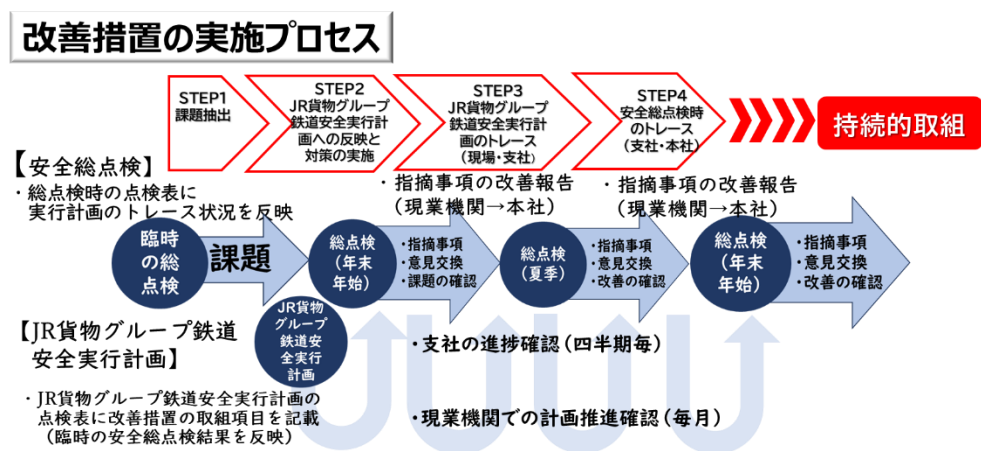 改善措置の実施プロセス
STEP1
課題抽出
STEP2
JR貨物グループ
鉄道安全実行計
画への反映と
対策の実施
STEP3
JR貨物グループ
鉄道安全実行計
画のトレース
(現場・支社)
STEP4
安全総点検時
のトレース
(支社・本社)
持続的取組
【安全総点検】
・総点検時の点検表に
実行計画のトレース状況を反映
・指摘事項の改善報告
(現業機関→本社)
・指摘事項の改善報告
(現業機関→本社)
臨時
の総
点検
課題
総点検
(年末
年始)
・指摘事項
・意見交換
・課題の確認
総点検
(夏季)
・指摘事項
・意見交換
・改善の確認
総点検
(年末
年始)
・指摘事項
・意見交換
・改善の確認
【JR貨物グループ鉄道
安全実行計画】
JR貨物
グループ
鉄道安
全実行
計画
・支社の進捗確認(四半期毎)
・JR貨物グループ鉄道安全実行計画の
点検表に改善措置の取組項目を記載
(臨時の安全総点検結果を反映)
・現業機関での計画推進確認(毎月)